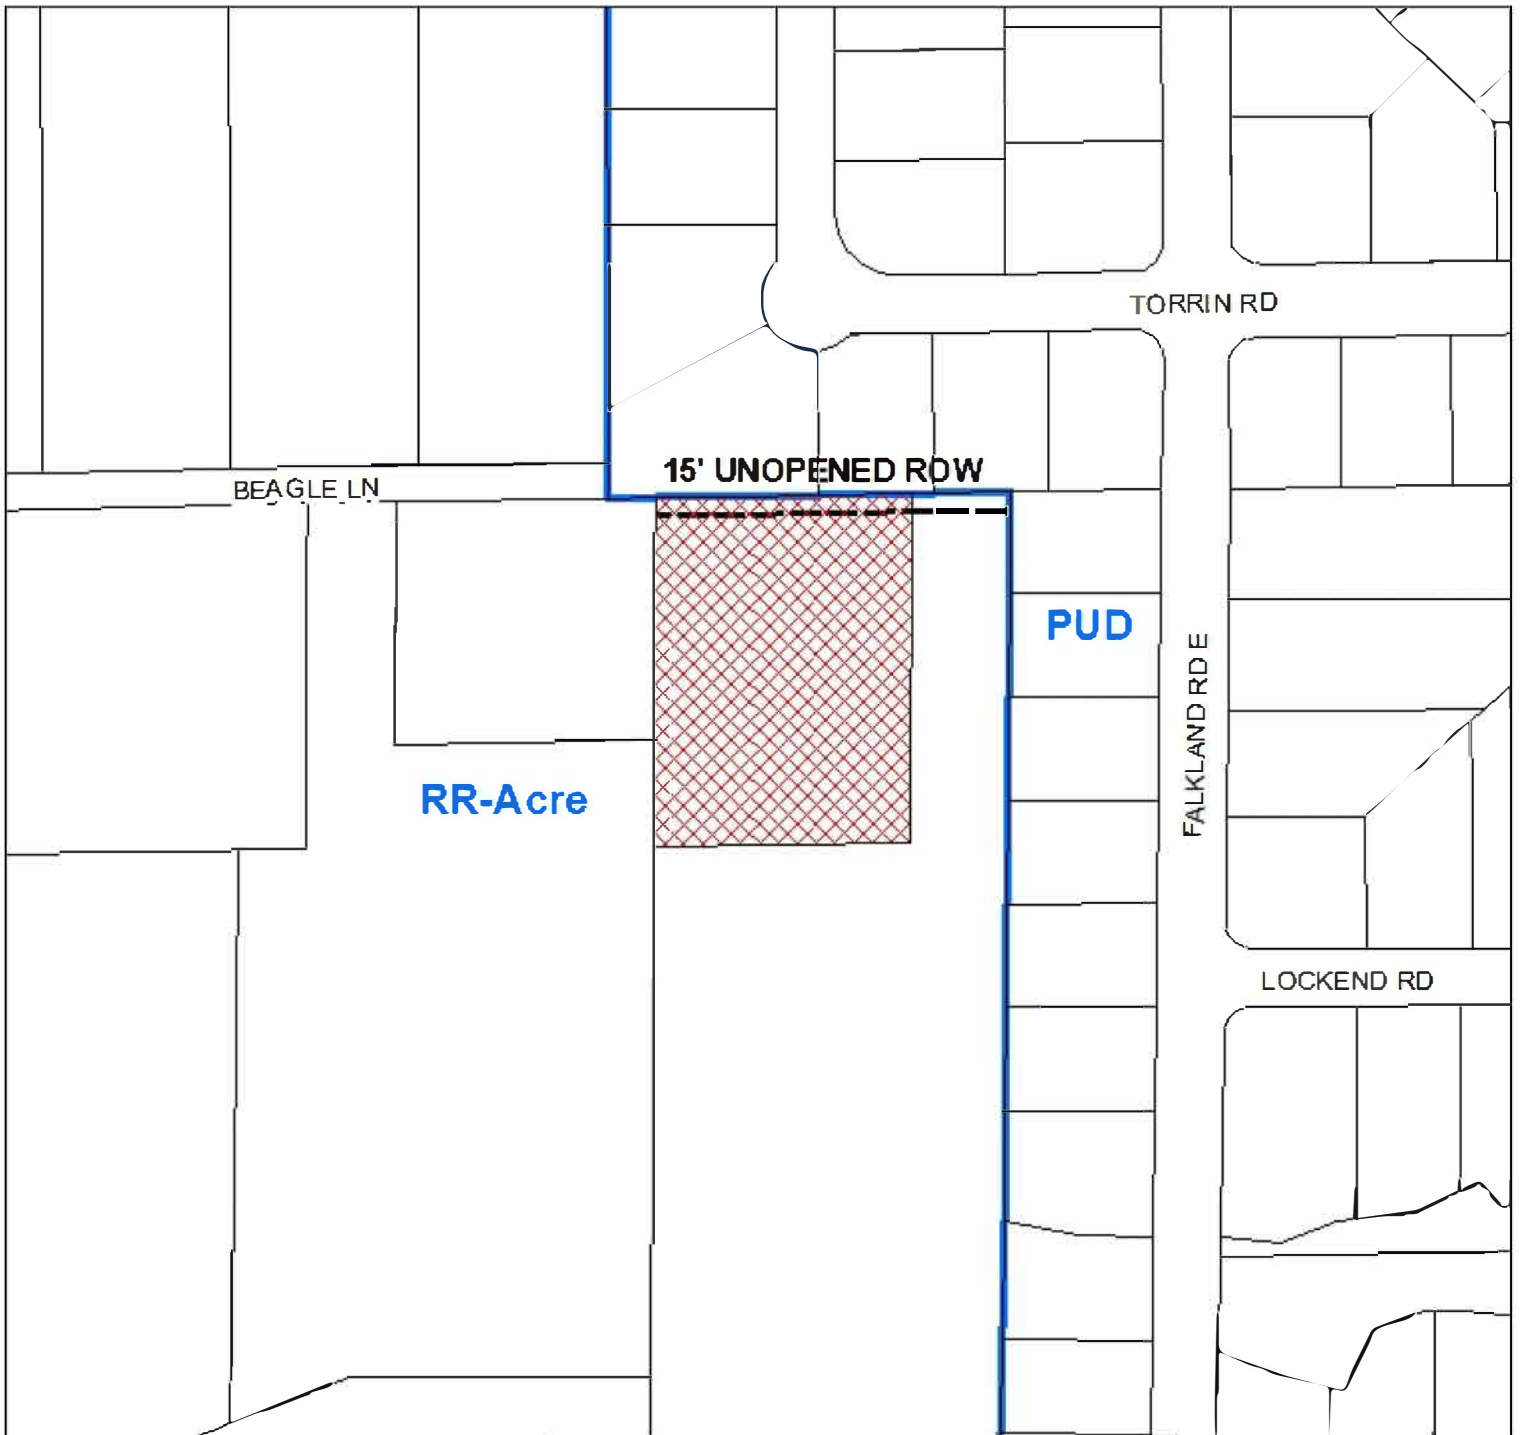 TORRIN RD
15' UNOPENED ROW
BEAGLE LN
PUD
FALKLAND RD E
RR-Acre
LOCKEND RD